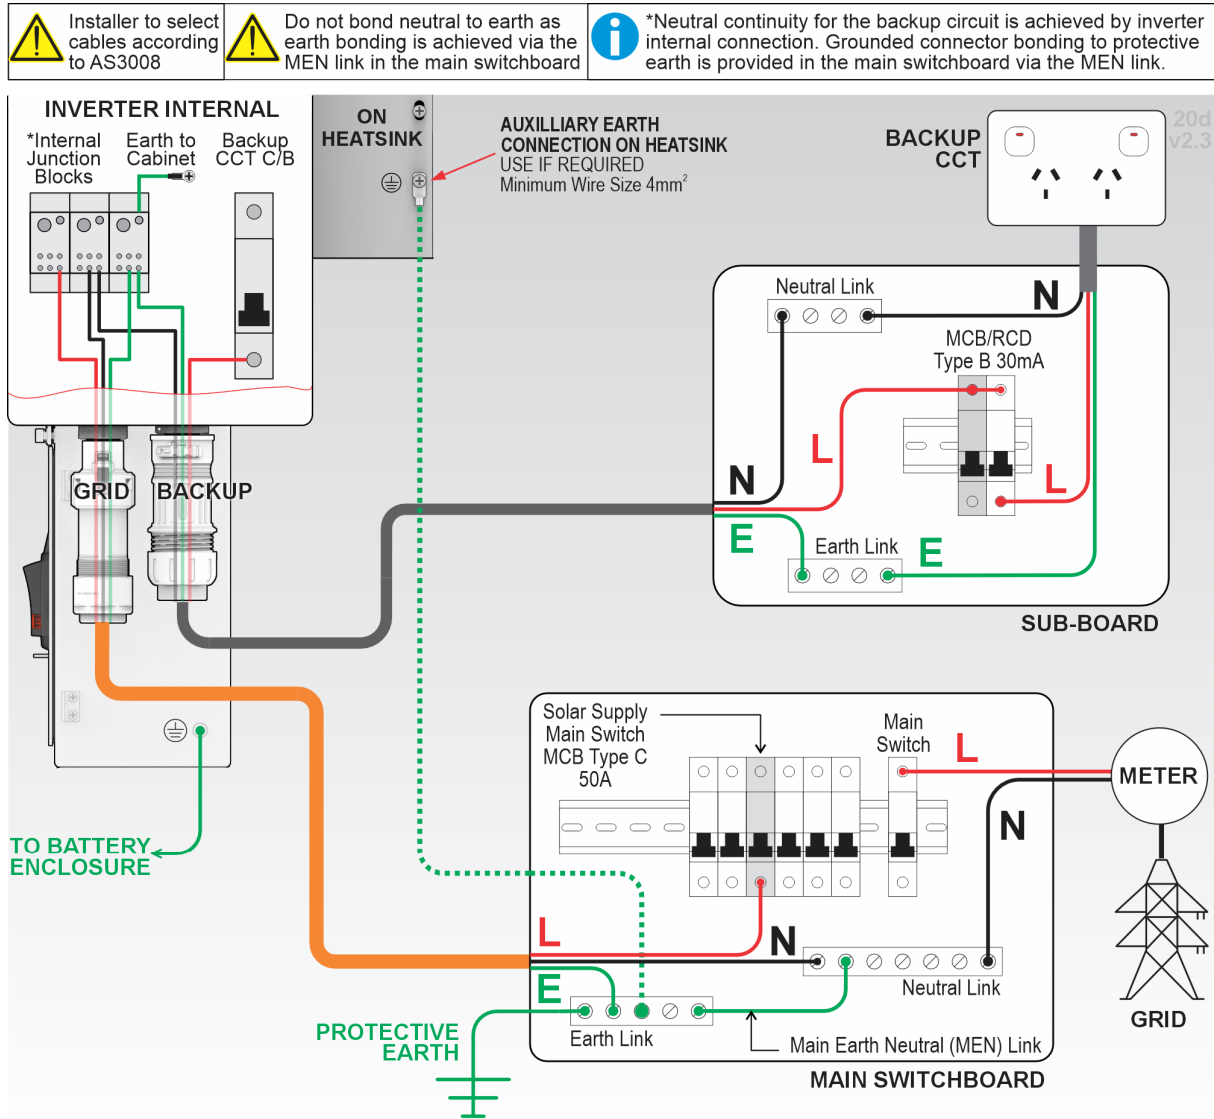 Installer to select
cables according
to AS3008
Do not bond neutral to earth as
earth bonding is achieved via the
MEN link in the main switchboard
*Neutral continuity for the backup circuit is achieved by inverter
internal connection. Grounded connector bonding to protective
earth is provided in the main switchboard via the MEN link.
INVERTER INTERNAL
*Internal
Junction
Blocks
Earth to
Cabinet
Backup
CCT C/B
ON
HEATSINK
AUXILLIARY EARTH
CONNECTION ON HEATSINK
USE IF REQUIRED
Minimum Wire Size 4mm²
BACKUP
CCT
20d
v2.3
Neutral Link
N
MCB/RCD
Type B 30mA
L
N
L
E
Earth Link
E
SUB-BOARD
GRID
BACKUP
TO BATTERY
ENCLOSURE
Solar Supply
Main Switch
MCB Type C
50A
Main
Switch
L
N
METER
GRID
L
N
E
Neutral Link
Earth Link
Main Earth Neutral (MEN) Link
MAIN SWITCHBOARD
PROTECTIVE
EARTH